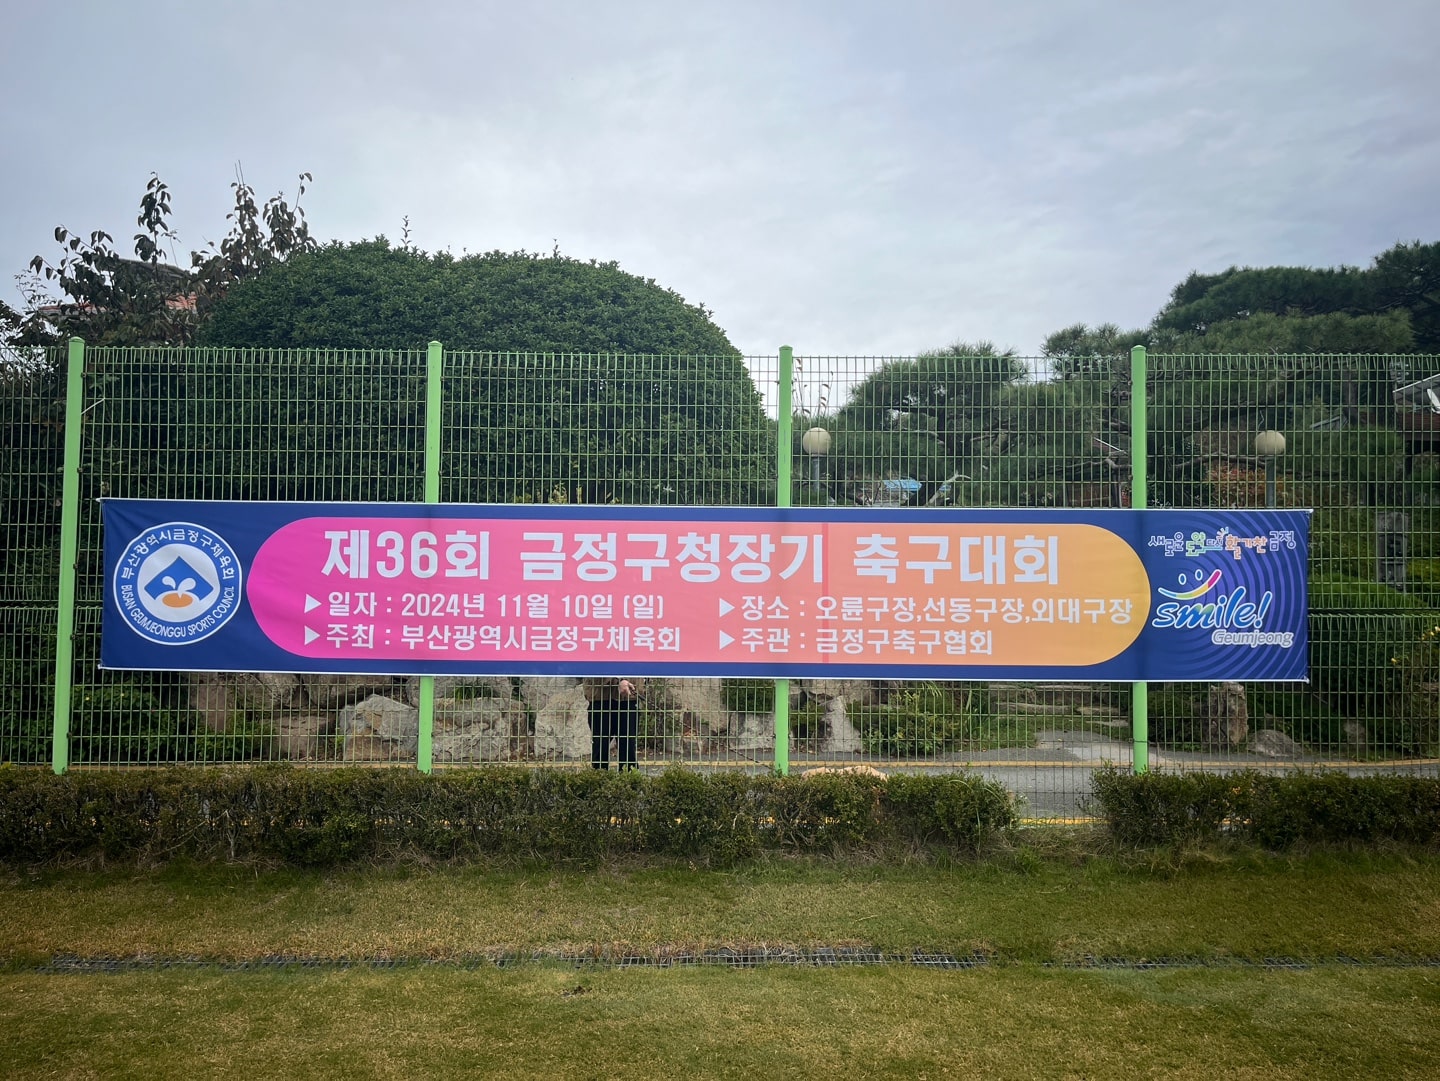 제36회 금정구청장기 축구대회
▶일자 : 2024년 11월 10일 (일)
▶장소 : 오륜구장,선동구장,외대구장
▶주최 : 부산광역시금정구체육회
▶주관 : 금정구축구협회
부산광역시금정구체육회
BUSAN GEUMJEONGGU SPORTS COUNCIL
새로운 도약 다시 활기찬 금정
smile!
Geumjeong